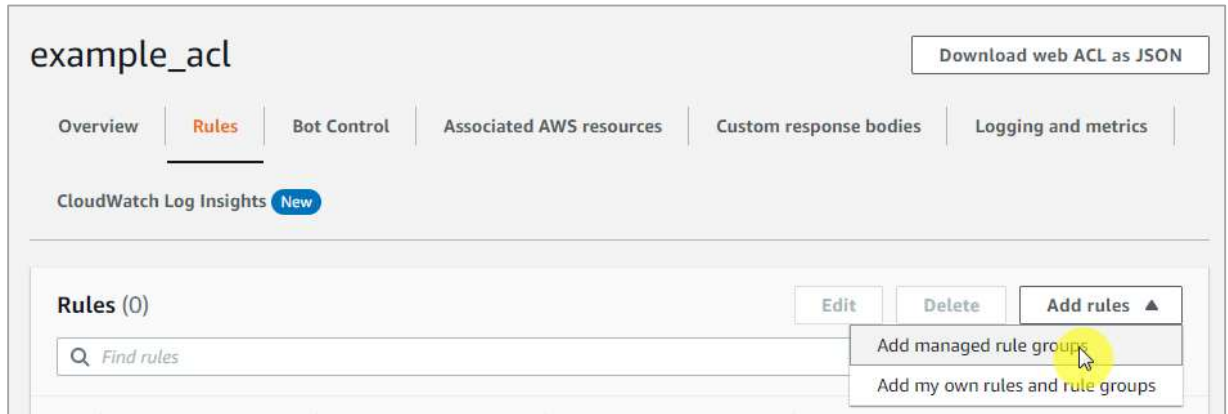 example_acl
Download web ACL as JSON
Overview Rules Bot Control Associated AWS resources Custom response bodies Logging and metrics
CloudWatch Log Insights New
Rules (0) Edit Delete Add rules ▲
Find rules
Add managed rule groups
Add my own rules and rule groups